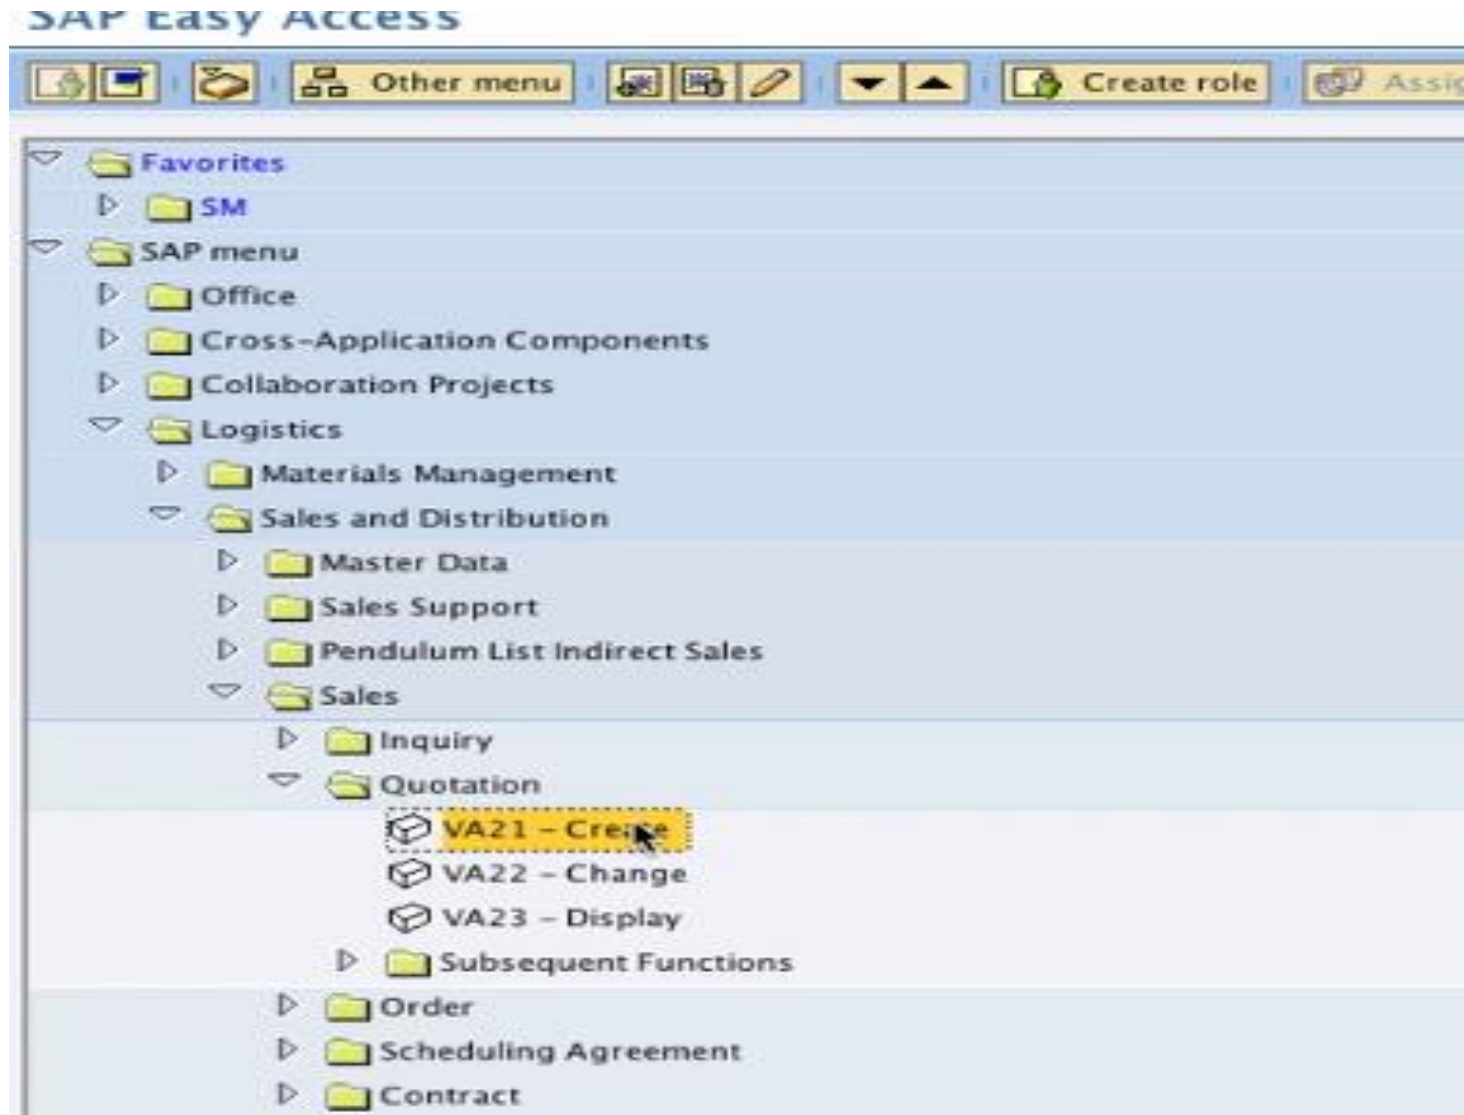 SAP Easy Access
Other menu Create role
Favorites
SM
SAP menu
Office
Cross-Application Components
Collaboration Projects
Logistics
Materials Management
Sales and Distribution
Master Data
Sales Support
Pendulum List Indirect Sales
Sales
Inquiry
Quotation
VA21 - Create
VA22 - Change
VA23 - Display
Subsequent Functions
Order
Scheduling Agreement
Contract